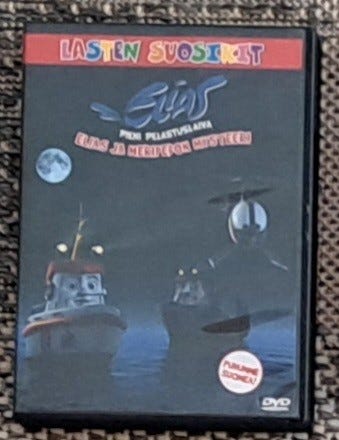 LASTEN SUOSIKIT
ELIAS
PIENI PELASTUSLAIVA
ELIAS JA MERIPEDON MYSTEERI
PUHUMME
SUOMEA!
DVD